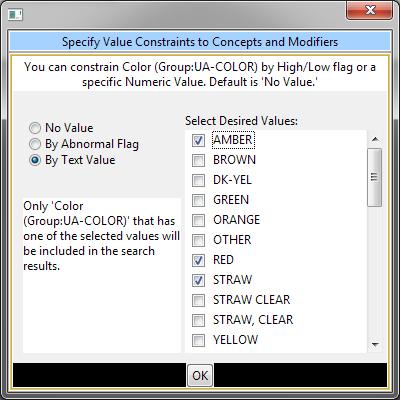 Specify Value Constraints to Concepts and Modifiers
You can constrain Color (Group:UA-COLOR) by High/Low flag or a
specific Numeric Value. Default is 'No Value.'
No Value
By Abnormal Flag
By Text Value
Only 'Color
(Group:UA-COLOR)' that has
one of the selected values will
be included in the search
results.
Select Desired Values:
AMBER
BROWN
DK-YEL
GREEN
ORANGE
OTHER
RED
STRAW
STRAW CLEAR
STRAW, CLEAR
YELLOW
OK